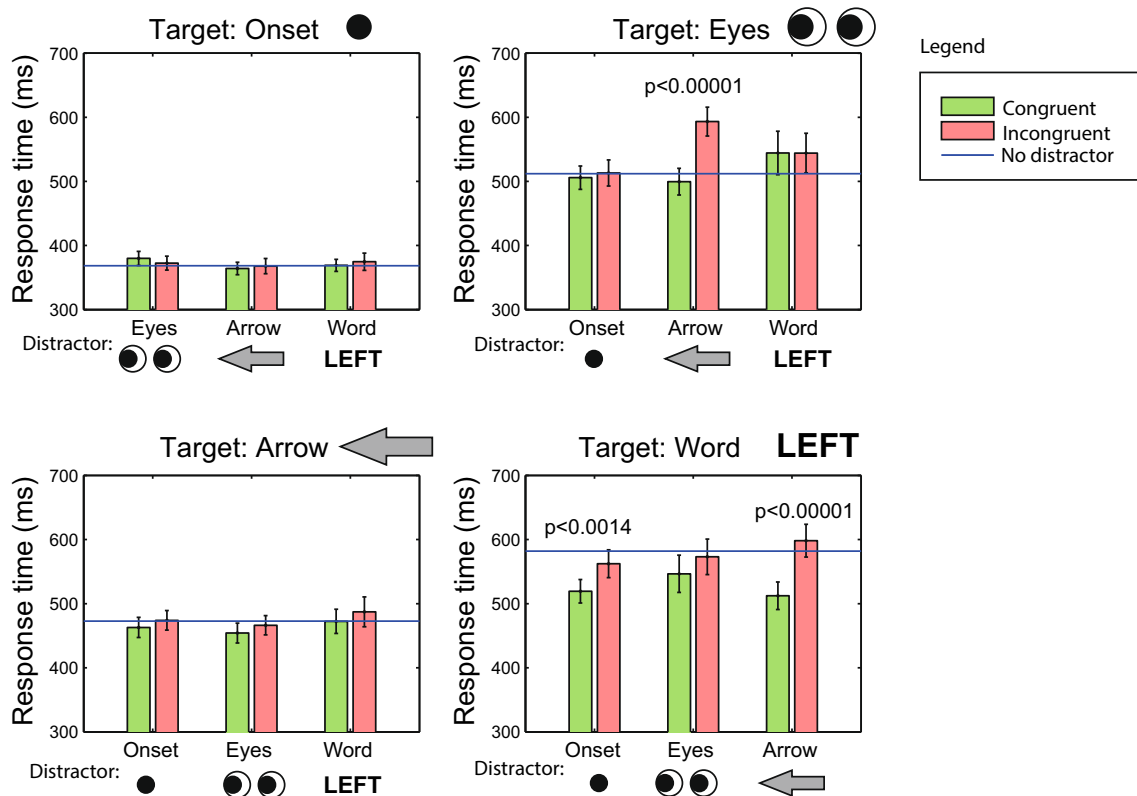 Target: Onset
700
600
500
400
300
Response time (ms)
Eyes Arrow Word
Distractor:
LEFT
Target: Eyes
700
600
500
400
300
Response time (ms)
p<0.00001
Onset Arrow Word
Distractor:
LEFT
Legend
Congruent
Incongruent
No distractor
Target: Arrow
700
600
500
400
300
Response time (ms)
Onset Eyes Word
Distractor:
LEFT
Target: Word LEFT
700
600
500
400
300
Response time (ms)
p<0.0014
p<0.00001
Onset Eyes Arrow
Distractor: